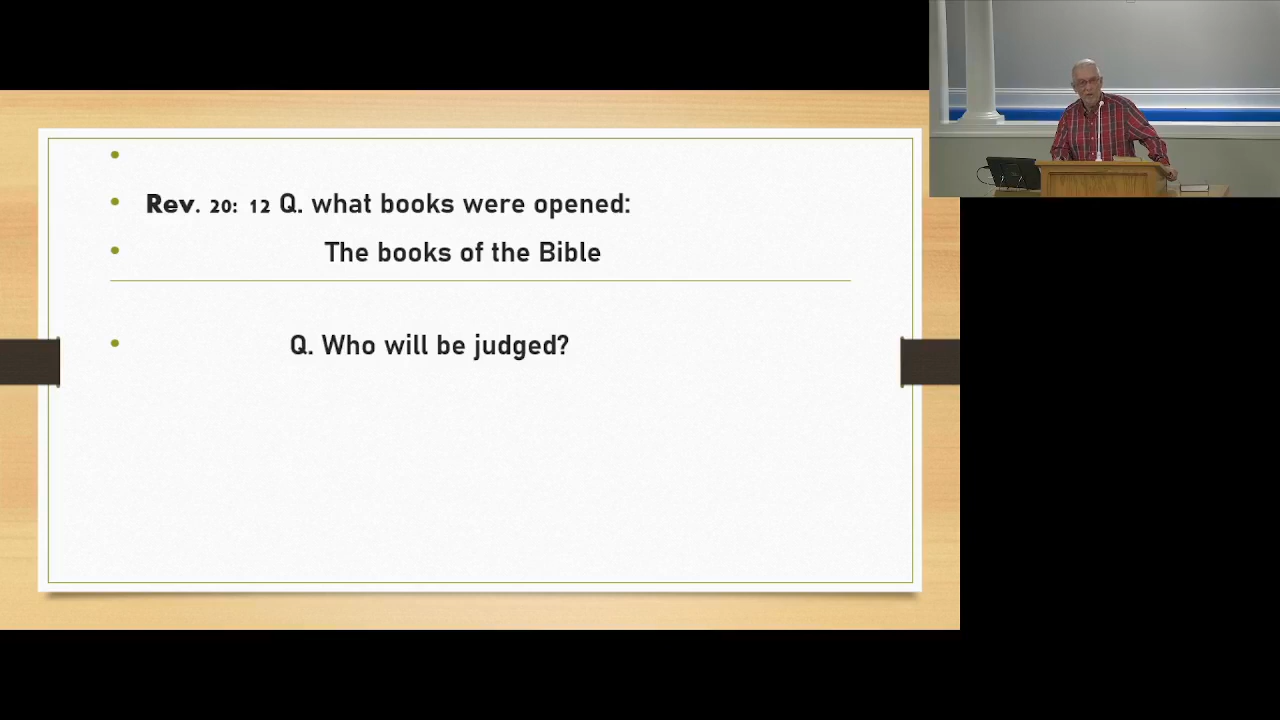 Rev. 20: 12 Q. what books were opened:
The books of the Bible
Q. Who will be judged?